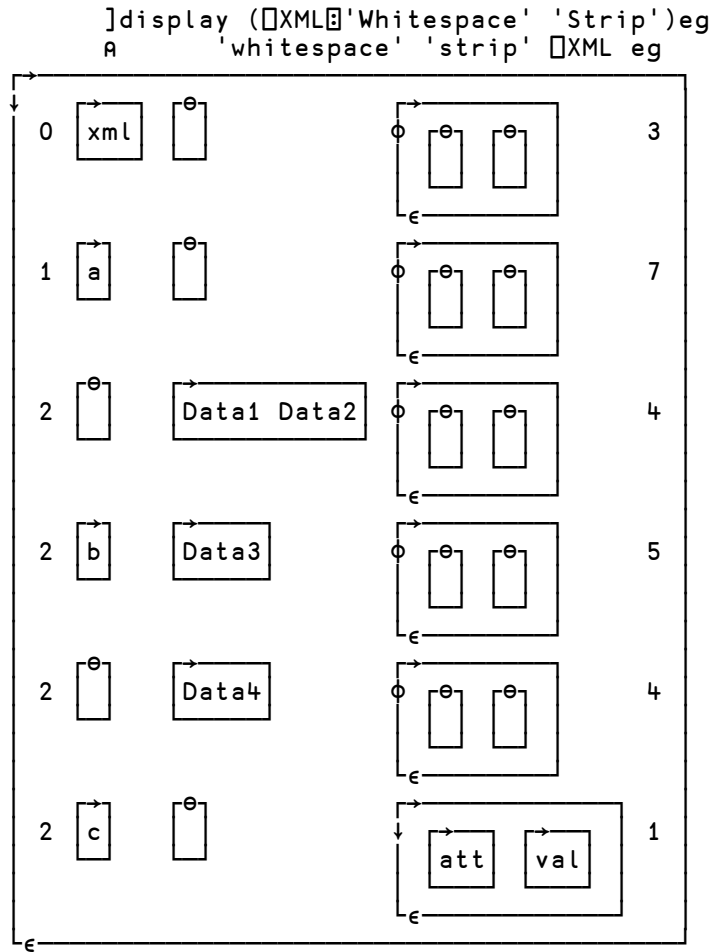 ]display (⎕XML⍠'Whitespace' 'Strip')eg
⍝ 'whitespace' 'strip' ⎕XML eg
0 xml 3
1 a 7
2 Data1 Data2 4
2 b Data3 5
2 Data4 4
2 c att val 1